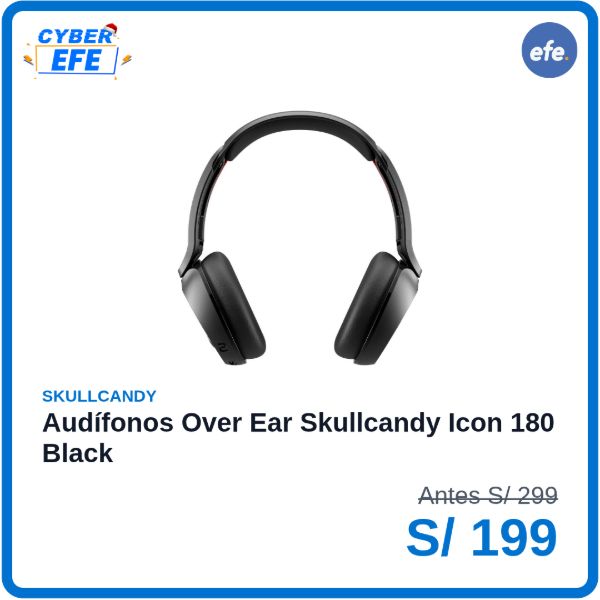 CYBER
EFE
efe.
SKULLCANDY
Audífonos Over Ear Skullcandy Icon 180
Black
Antes S/ 299
S/ 199